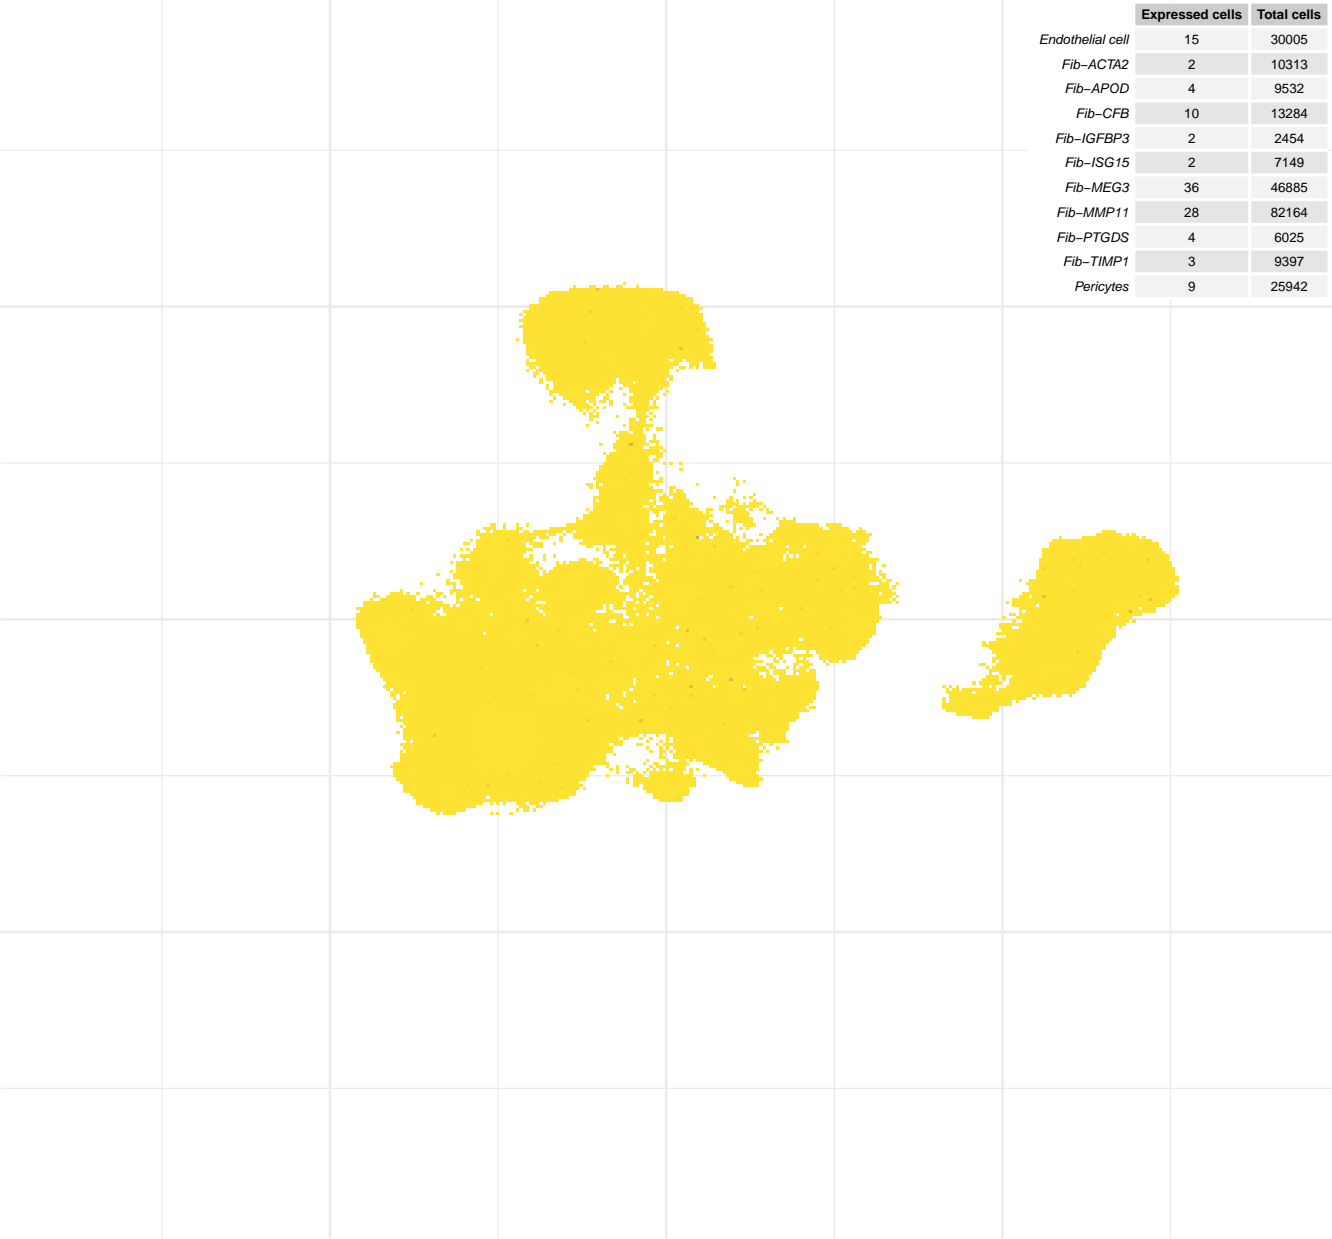 Expressed cells Total cells
Endothelial cell 15 30005
Fib−ACTA2 2 10313
Fib−APOD 4 9532
Fib−CFB 10 13284
Fib−IGFBP3 2 2454
Fib−ISG15 2 7149
Fib−MEG3 36 46885
Fib−MMP11 28 82164
Fib−PTGDS 4 6025
Fib−TIMP1 3 9397
Pericytes 9 25942